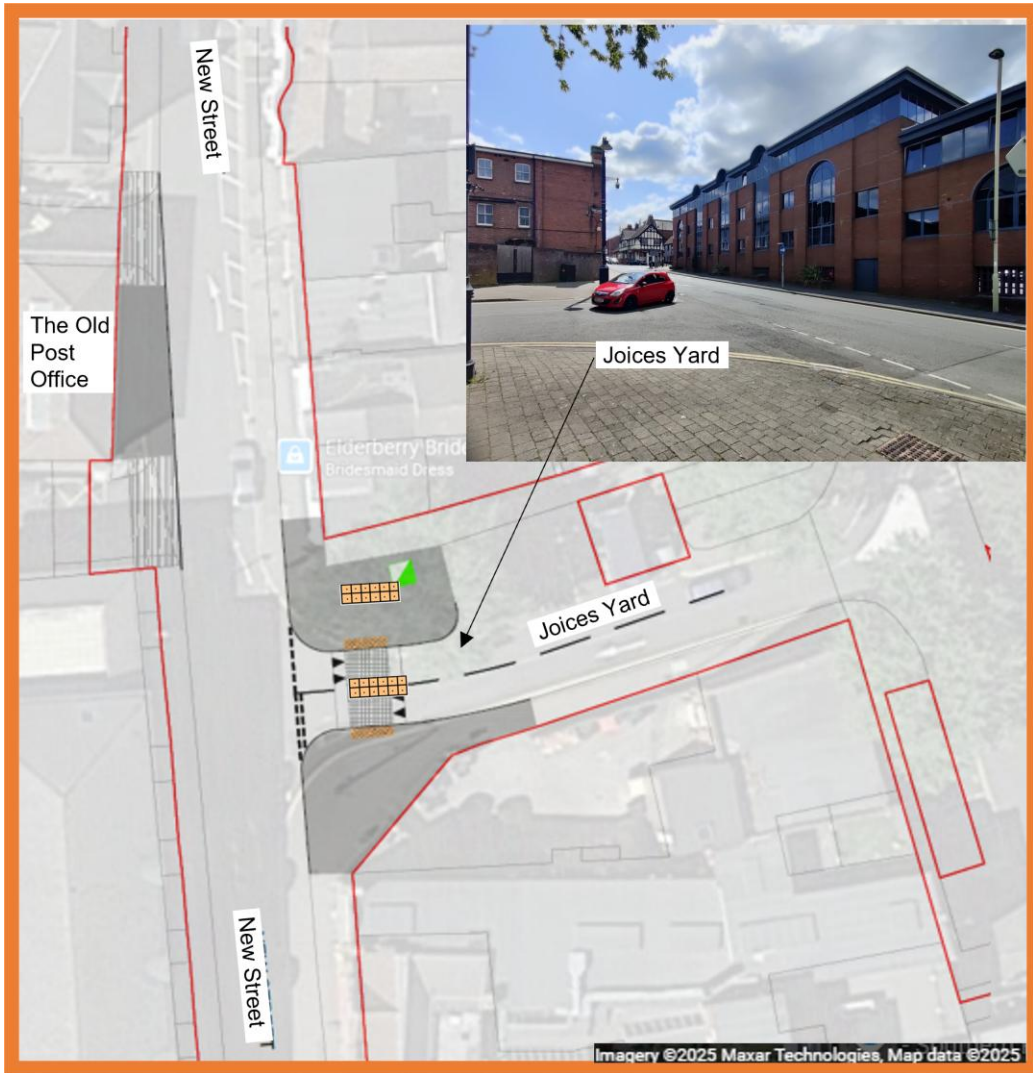 New Street
The Old
Post
Office
Joices Yard
Elderberry Bride
Bridesmaid Dress
Joices Yard
New Street
Imagery ©2025 Maxar Technologies, Map data ©2025